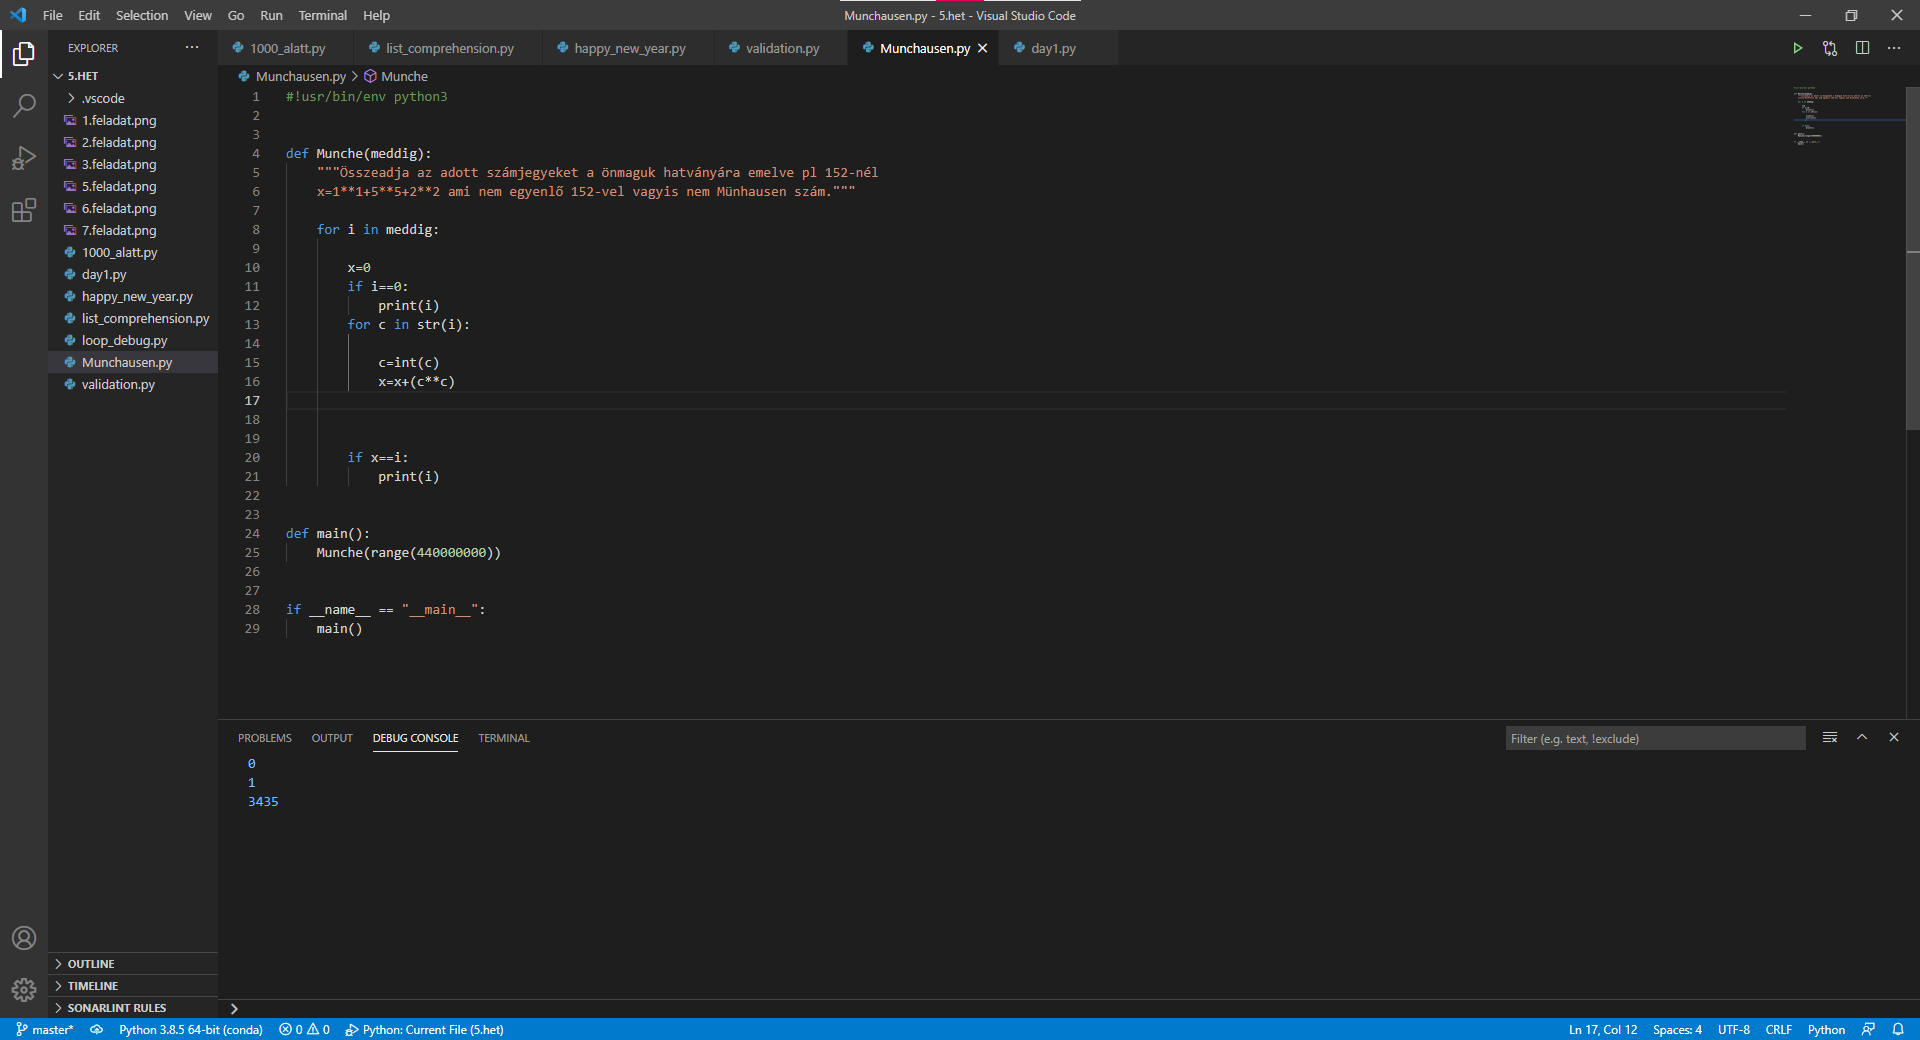 File Edit Selection View Go Run Terminal Help
Munchausen.py - 5.het - Visual Studio Code
EXPLORER
5.HET
.vscode
1.feladat.png
2.feladat.png
3.feladat.png
5.feladat.png
6.feladat.png
7.feladat.png
1000_alatt.py
day1.py
happy_new_year.py
list_comprehension.py
loop_debug.py
Munchausen.py
validation.py
OUTLINE
TIMELINE
SONARLINT RULES
1000_alatt.py list_comprehension.py happy_new_year.py validation.py Munchausen.py day1.py
Munchausen.py > Munche
1 #!usr/bin/env python3
2
3
4 def Munche(meddig):
5 """Összeadja az adott számjegyeket a önmaguk hatványára emelve pl 152-nél
6 x=1**1+5**5+2**2 ami nem egyenlő 152-vel vagyis nem Münhausen szám."""
7
8 for i in meddig:
9
10 x=0
11 if i==0:
12 print(i)
13 for c in str(i):
14
15 c=int(c)
16 x=x+(c**c)
17
18
19
20 if x==i:
21 print(i)
22
23
24 def main():
25 Munche(range(440000000))
26
27
28 if __name__ == "__main__":
29 main()
PROBLEMS OUTPUT DEBUG CONSOLE TERMINAL
Filter (e.g. text, !exclude)
0
1
3435
master* Python 3.8.5 64-bit (conda) 0 0 Python: Current File (5.het)
Ln 17, Col 12 Spaces: 4 UTF-8 CRLF Python